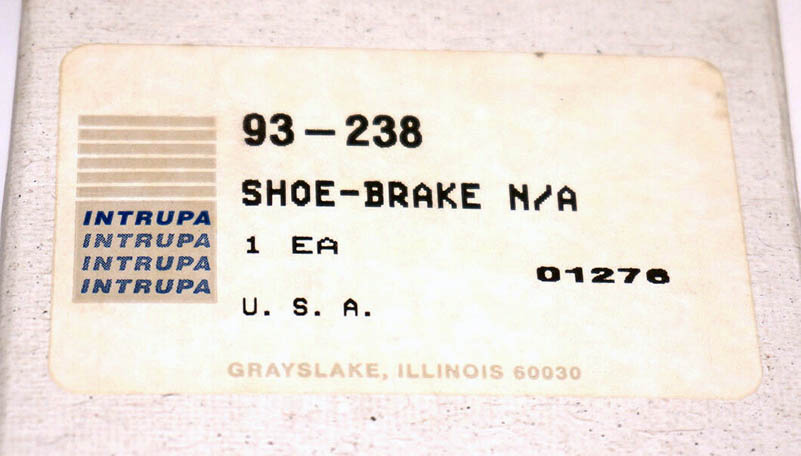 93-238
SHOE-BRAKE N/A
INTRUPA
INTRUPA
INTRUPA
INTRUPA
1 EA
01276
U. S. A.
GRAYSLAKE, ILLINOIS 60030